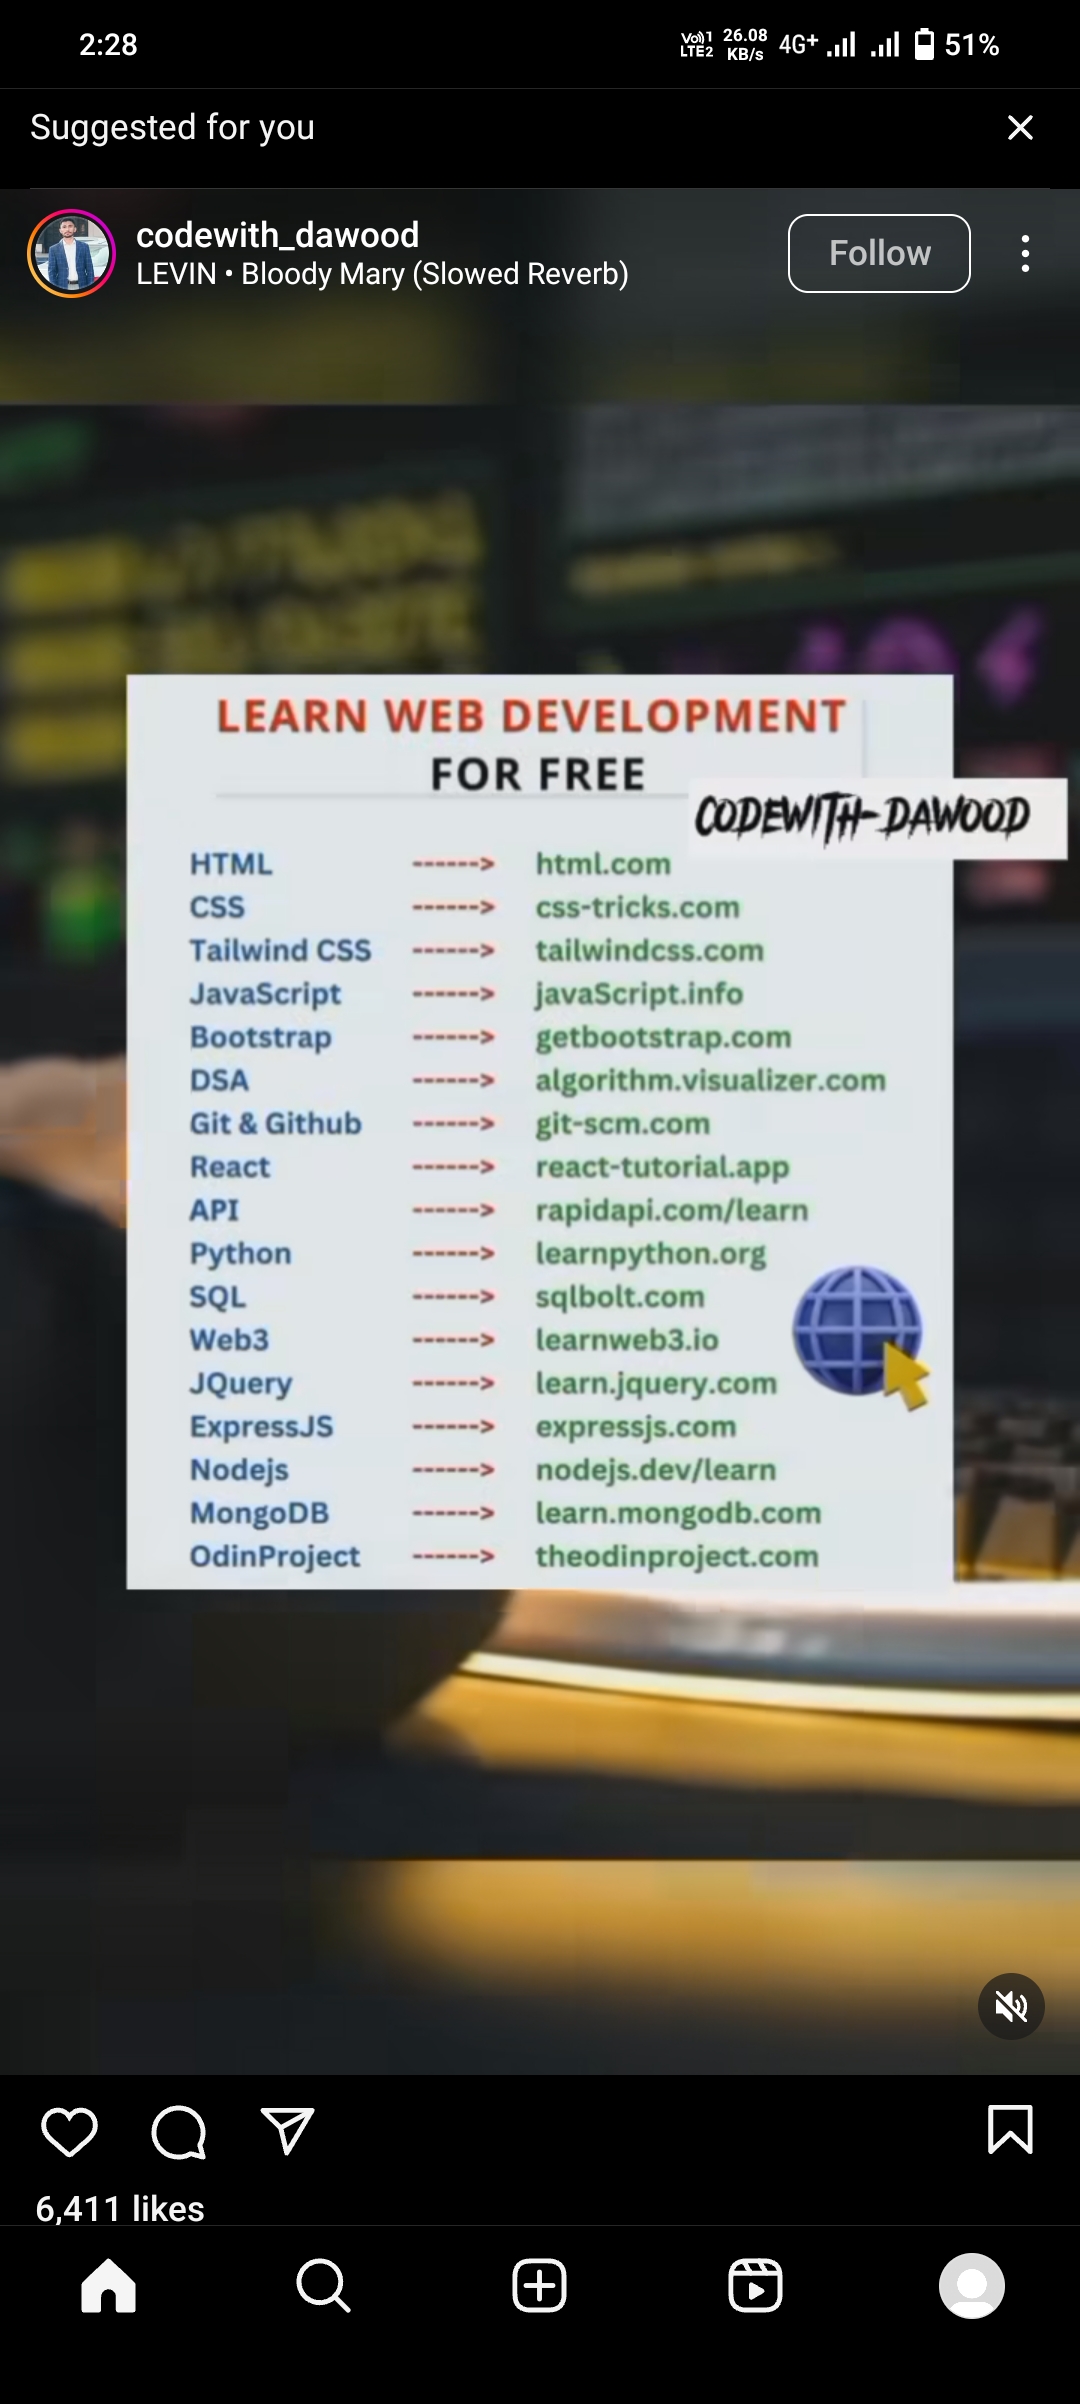 2:28
Vo)) 1
LTE2
26.08
KB/s
4G+
51%
Suggested for you
codewith_dawood
LEVIN • Bloody Mary (Slowed Reverb)
Follow
LEARN WEB DEVELOPMENT
FOR FREE
CODEWITH-DAWOOD
HTML ------> html.com
CSS ------> css-tricks.com
Tailwind CSS ------> tailwindcss.com
JavaScript ------> javaScript.info
Bootstrap ------> getbootstrap.com
DSA ------> algorithm.visualizer.com
Git & Github ------> git-scm.com
React ------> react-tutorial.app
API ------> rapidapi.com/learn
Python ------> learnpython.org
SQL ------> sqlbolt.com
Web3 ------> learnweb3.io
JQuery ------> learn.jquery.com
ExpressJS ------> expressjs.com
Nodejs ------> nodejs.dev/learn
MongoDB ------> learn.mongodb.com
OdinProject ------> theodinproject.com
6,411 likes